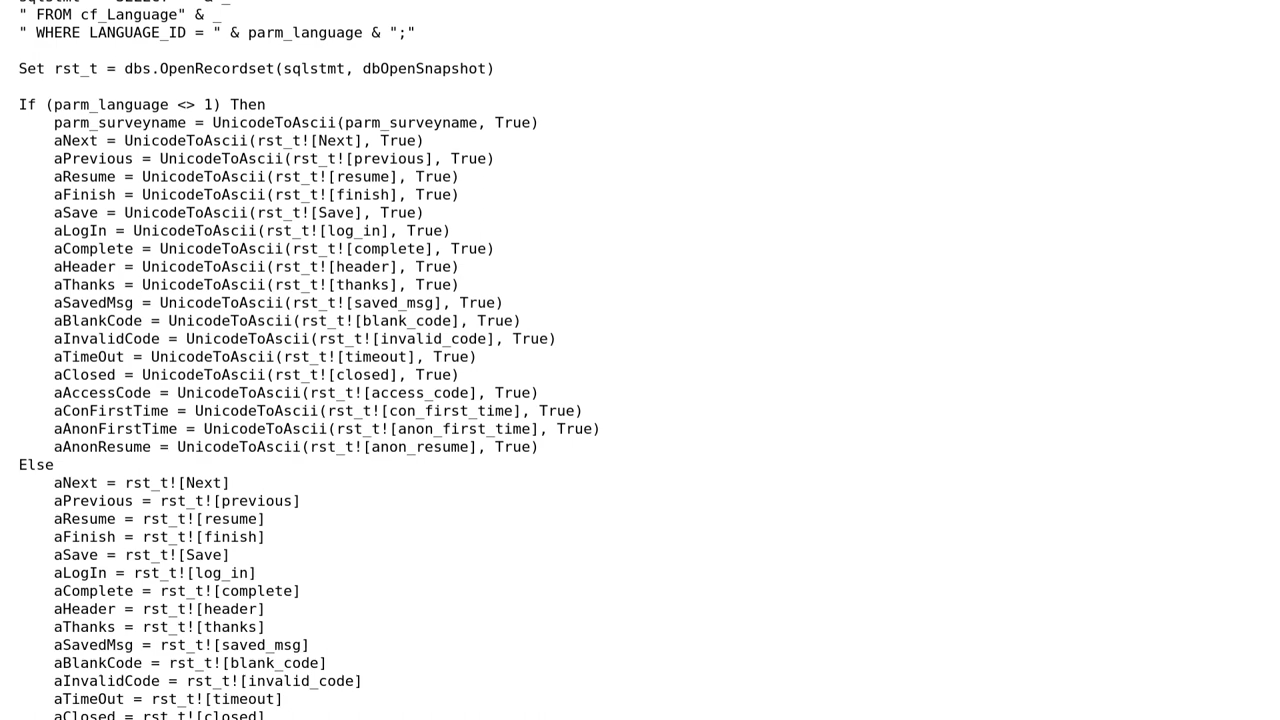 " FROM cf_Language" & _
" WHERE LANGUAGE_ID = " & parm_language & ";"
Set rst_t = dbs.OpenRecordset(sqlstmt, dbOpenSnapshot)
If (parm_language <> 1) Then
parm_surveyname = UnicodeToAscii(parm_surveyname, True)
aNext = UnicodeToAscii(rst_t![Next], True)
aPrevious = UnicodeToAscii(rst_t![previous], True)
aResume = UnicodeToAscii(rst_t![resume], True)
aFinish = UnicodeToAscii(rst_t![finish], True)
aSave = UnicodeToAscii(rst_t![Save], True)
aLogIn = UnicodeToAscii(rst_t![log_in], True)
aComplete = UnicodeToAscii(rst_t![complete], True)
aHeader = UnicodeToAscii(rst_t![header], True)
aThanks = UnicodeToAscii(rst_t![thanks], True)
aSavedMsg = UnicodeToAscii(rst_t![saved_msg], True)
aBlankCode = UnicodeToAscii(rst_t![blank_code], True)
aInvalidCode = UnicodeToAscii(rst_t![invalid_code], True)
aTimeOut = UnicodeToAscii(rst_t![timeout], True)
aClosed = UnicodeToAscii(rst_t![closed], True)
aAccessCode = UnicodeToAscii(rst_t![access_code], True)
aConFirstTime = UnicodeToAscii(rst_t![con_first_time], True)
aAnonFirstTime = UnicodeToAscii(rst_t![anon_first_time], True)
aAnonResume = UnicodeToAscii(rst_t![anon_resume], True)
Else
aNext = rst_t![Next]
aPrevious = rst_t![previous]
aResume = rst_t![resume]
aFinish = rst_t![finish]
aSave = rst_t![Save]
aLogIn = rst_t![log_in]
aComplete = rst_t![complete]
aHeader = rst_t![header]
aThanks = rst_t![thanks]
aSavedMsg = rst_t![saved_msg]
aBlankCode = rst_t![blank_code]
aInvalidCode = rst_t![invalid_code]
aTimeOut = rst_t![timeout]
aClosed = rst_t![closed]